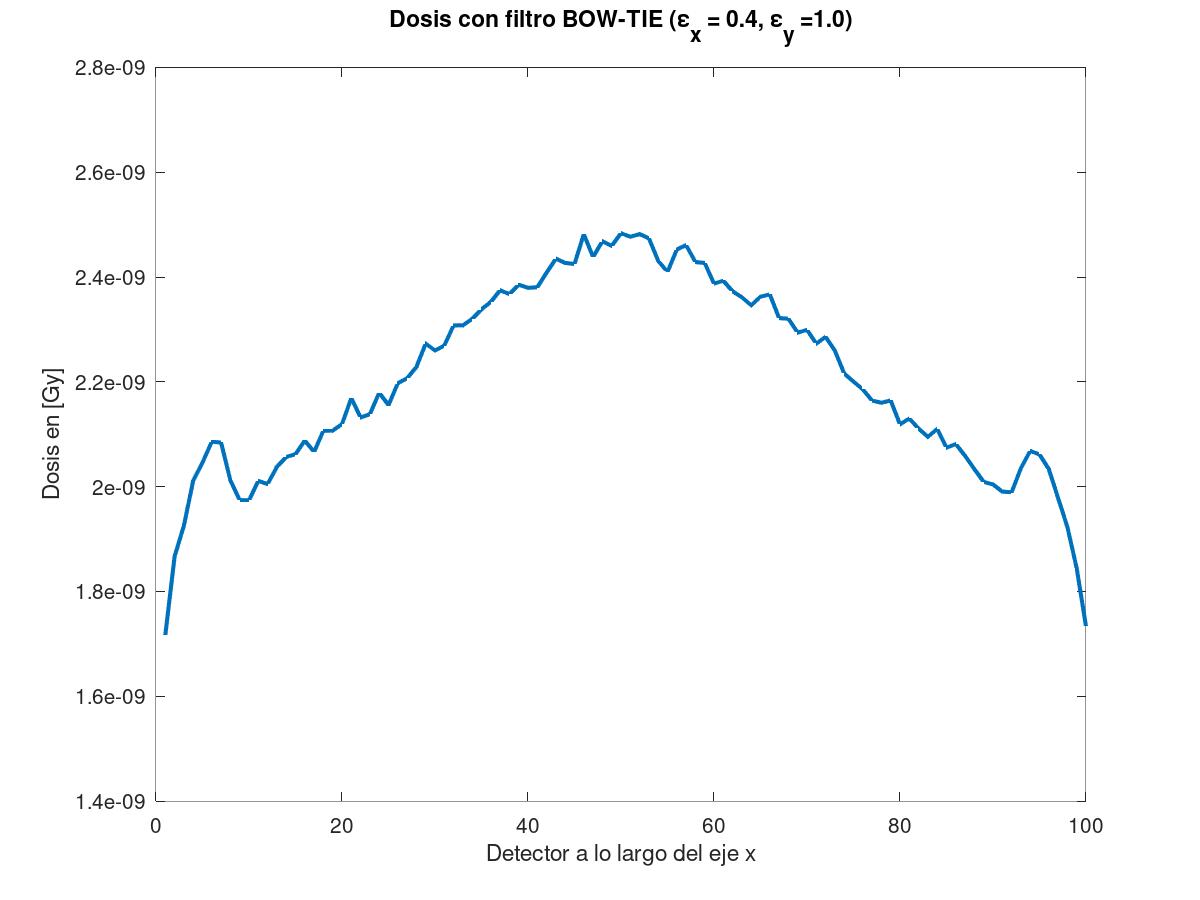 Dosis con filtro BOW-TIE (εx = 0.4, εy =1.0)
2.8e-09
2.6e-09
2.4e-09
2.2e-09
2e-09
1.8e-09
1.6e-09
1.4e-09
Dosis en [Gy]
0 20 40 60 80 100
Detector a lo largo del eje x